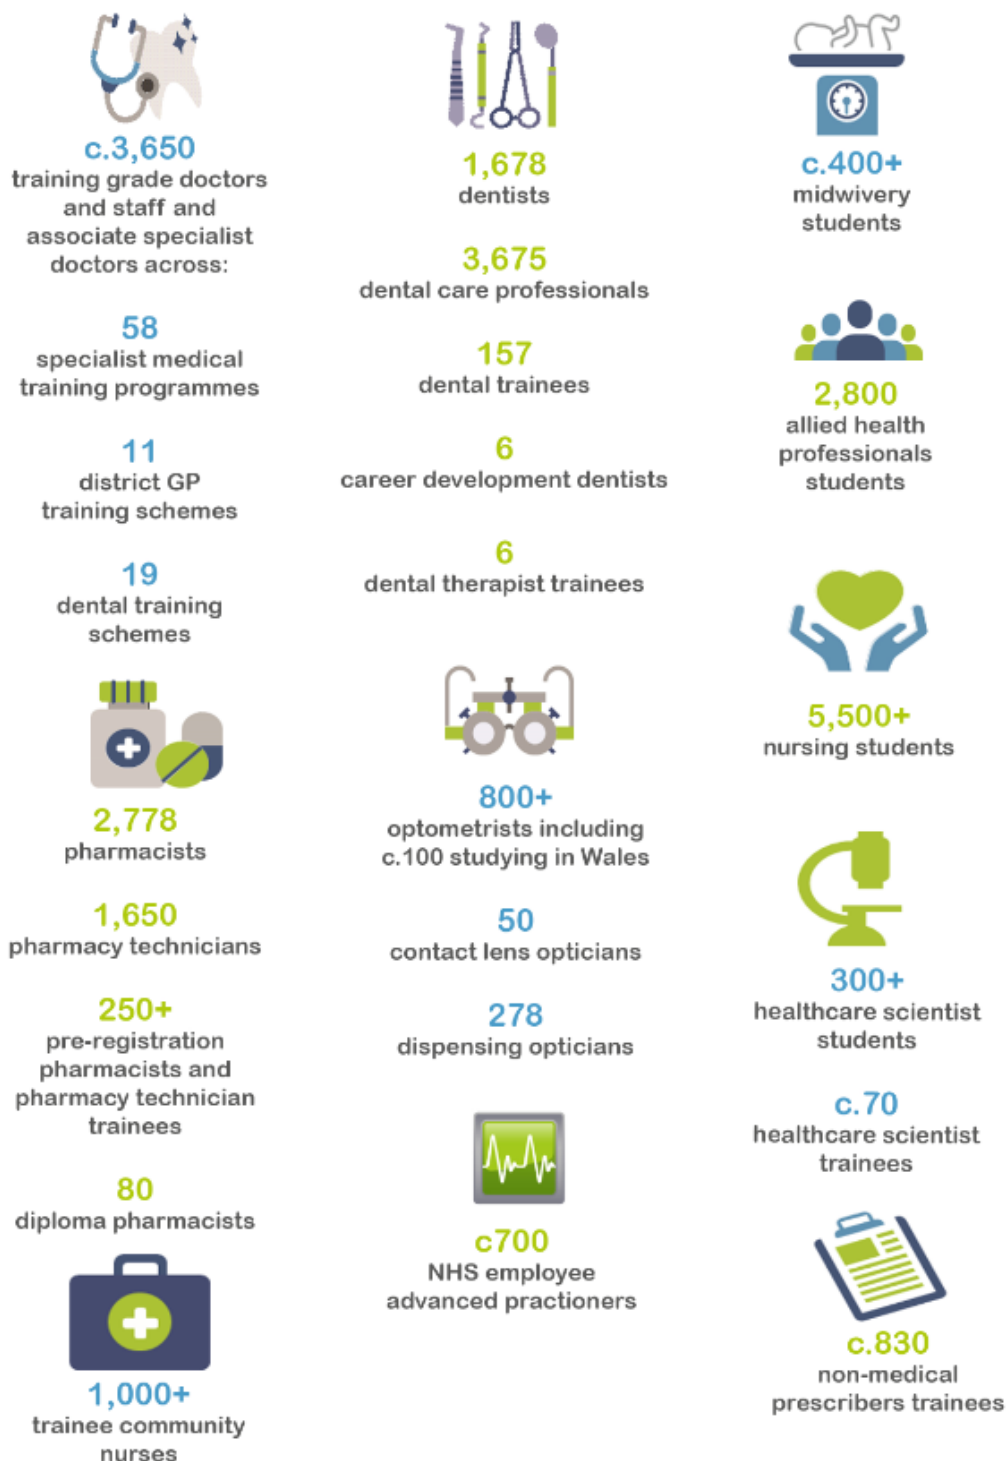 c.3,650
training grade doctors
and staff and
associate specialist
doctors across:
58
specialist medical
training programmes
11
district GP
training schemes
19
dental training
schemes
2,778
pharmacists
1,650
pharmacy technicians
250+
pre-registration
pharmacists and
pharmacy technician
trainees
80
diploma pharmacists
1,000+
trainee community
nurses
1,678
dentists
3,675
dental care professionals
157
dental trainees
6
career development dentists
6
dental therapist trainees
800+
optometrists including
c.100 studying in Wales
50
contact lens opticians
278
dispensing opticians
c700
NHS employee
advanced practioners
c.400+
midwivery
students
2,800
allied health
professionals
students
5,500+
nursing students
300+
healthcare scientist
students
c.70
healthcare scientist
trainees
c.830
non-medical
prescribers trainees